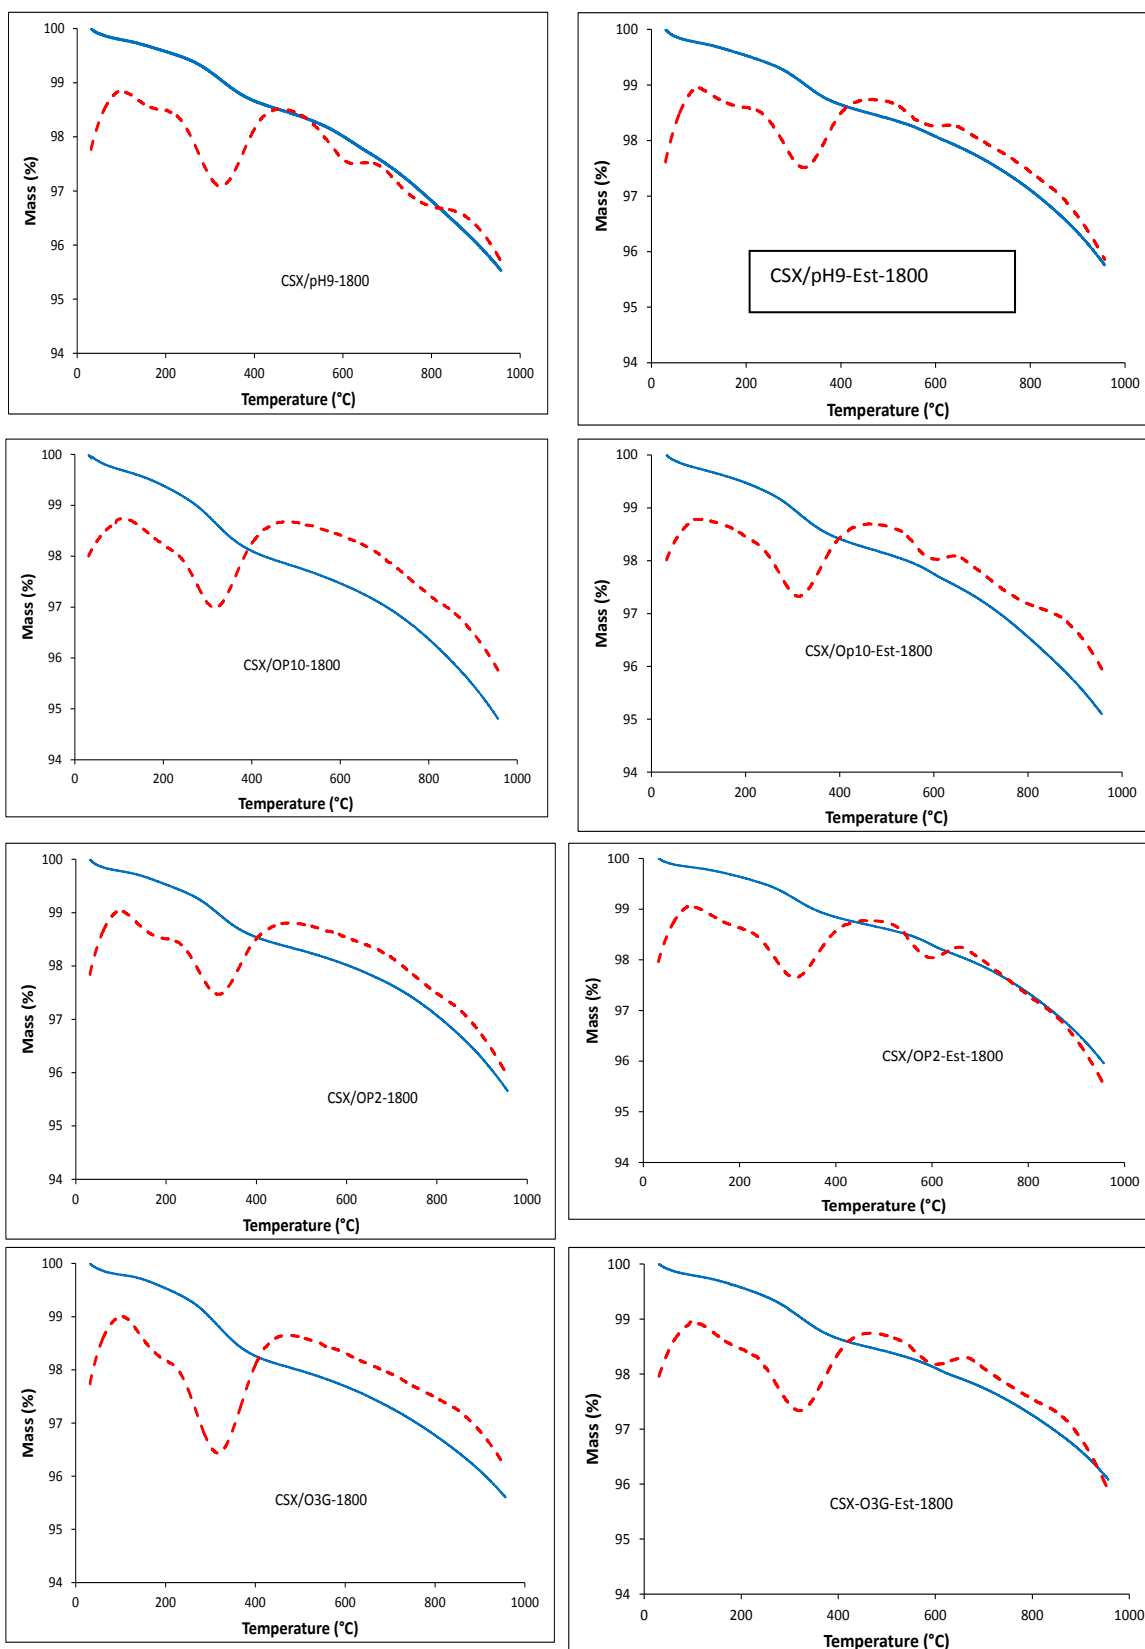 100
99
98
97
96
95
94
Mass (%)
CSX/pH9-1800
0 200 400 600 800 1000
Temperature (°C)
100
99
98
97
96
95
94
Mass (%)
CSX/pH9-Est-1800
0 200 400 600 800 1000
Temperature (°C)
100
99
98
97
96
95
94
Mass (%)
CSX/OP10-1800
0 200 400 600 800 1000
Temperature (°C)
100
99
98
97
96
95
94
Mass (%)
CSX/Op10-Est-1800
0 200 400 600 800 1000
Temperature (°C)
100
99
98
97
96
95
94
Mass (%)
CSX/OP2-1800
0 200 400 600 800 1000
Temperature (°C)
100
99
98
97
96
95
94
Mass (%)
CSX/OP2-Est-1800
0 200 400 600 800 1000
Temperature (°C)
100
99
98
97
96
95
94
Mass (%)
CSX/O3G-1800
0 200 400 600 800 1000
Temperature (°C)
100
99
98
97
96
95
94
Mass (%)
CSX-O3G-Est-1800
0 200 400 600 800 1000
Temperature (°C)